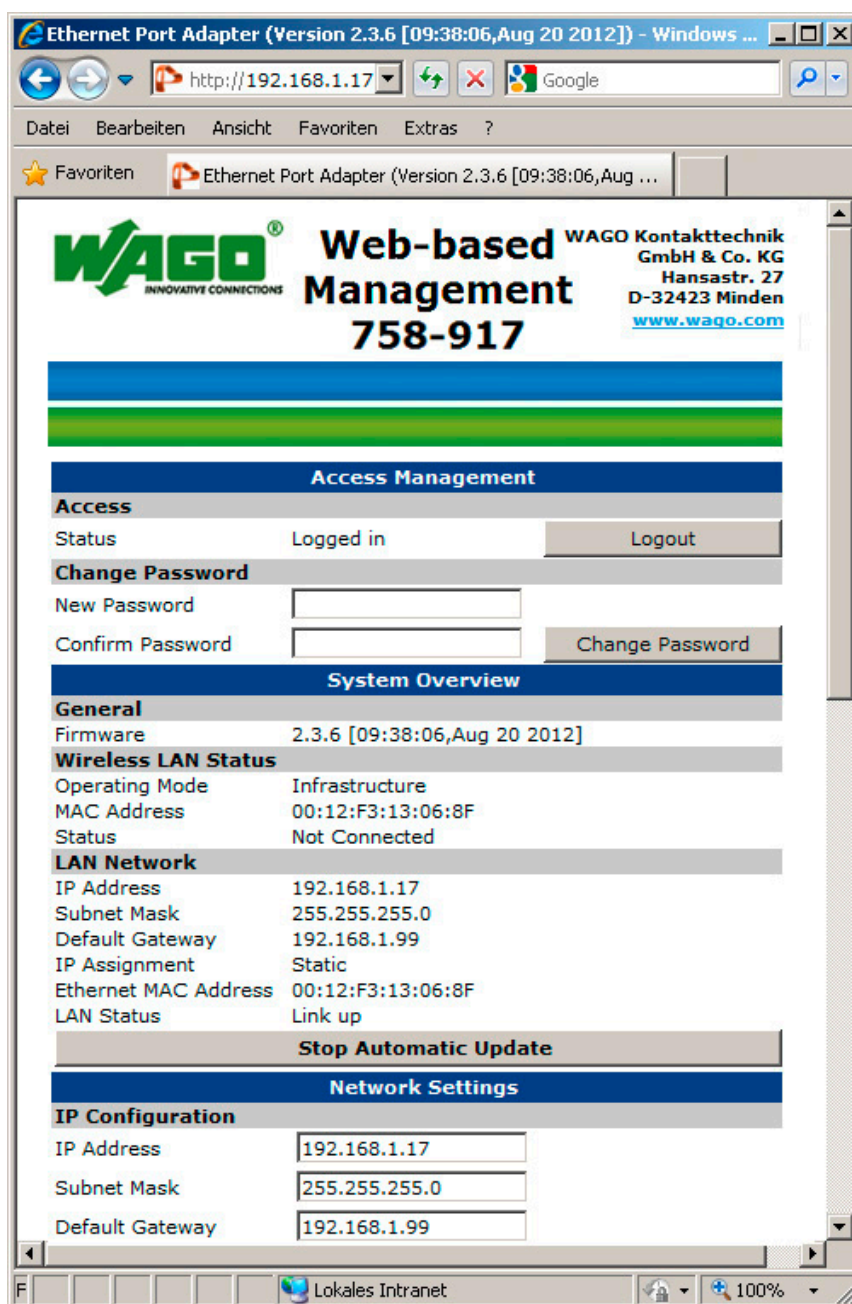 Ethernet Port Adapter (Version 2.3.6 [09:38:06,Aug 20 2012]) - Windows ...
http://192.168.1.17
Google
Datei Bearbeiten Ansicht Favoriten Extras ?
Favoriten
Ethernet Port Adapter (Version 2.3.6 [09:38:06,Aug ...
WAGO®
INNOVATIVE CONNECTIONS
Web-based
Management
758-917
WAGO Kontakttechnik
GmbH & Co. KG
Hansastr. 27
D-32423 Minden
www.wago.com
Access Management
Access
Status Logged in Logout
Change Password
New Password
Confirm Password Change Password
System Overview
General
Firmware 2.3.6 [09:38:06,Aug 20 2012]
Wireless LAN Status
Operating Mode Infrastructure
MAC Address 00:12:F3:13:06:8F
Status Not Connected
LAN Network
IP Address 192.168.1.17
Subnet Mask 255.255.255.0
Default Gateway 192.168.1.99
IP Assignment Static
Ethernet MAC Address 00:12:F3:13:06:8F
LAN Status Link up
Stop Automatic Update
Network Settings
IP Configuration
IP Address 192.168.1.17
Subnet Mask 255.255.255.0
Default Gateway 192.168.1.99
F Lokales Intranet 100%